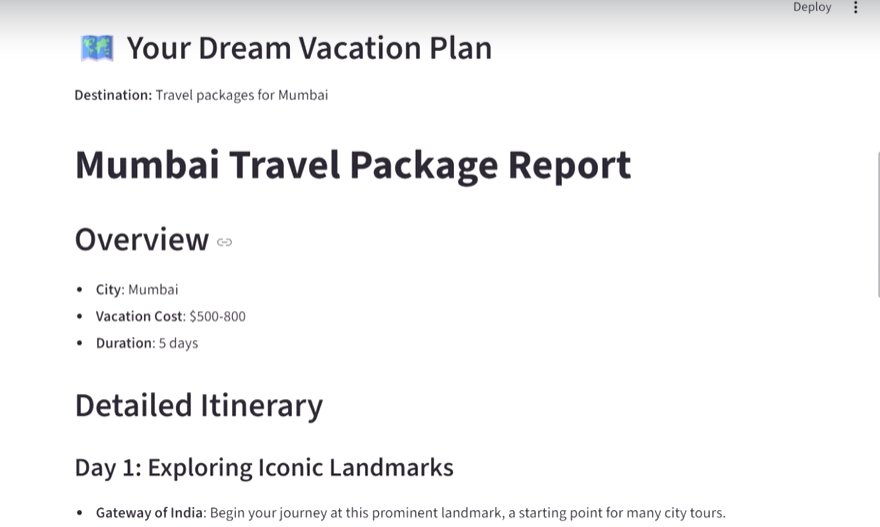 Deploy
Your Dream Vacation Plan
Destination: Travel packages for Mumbai
Mumbai Travel Package Report
Overview
City: Mumbai
Vacation Cost: $500-800
Duration: 5 days
Detailed Itinerary
Day 1: Exploring Iconic Landmarks
Gateway of India: Begin your journey at this prominent landmark, a starting point for many city tours.